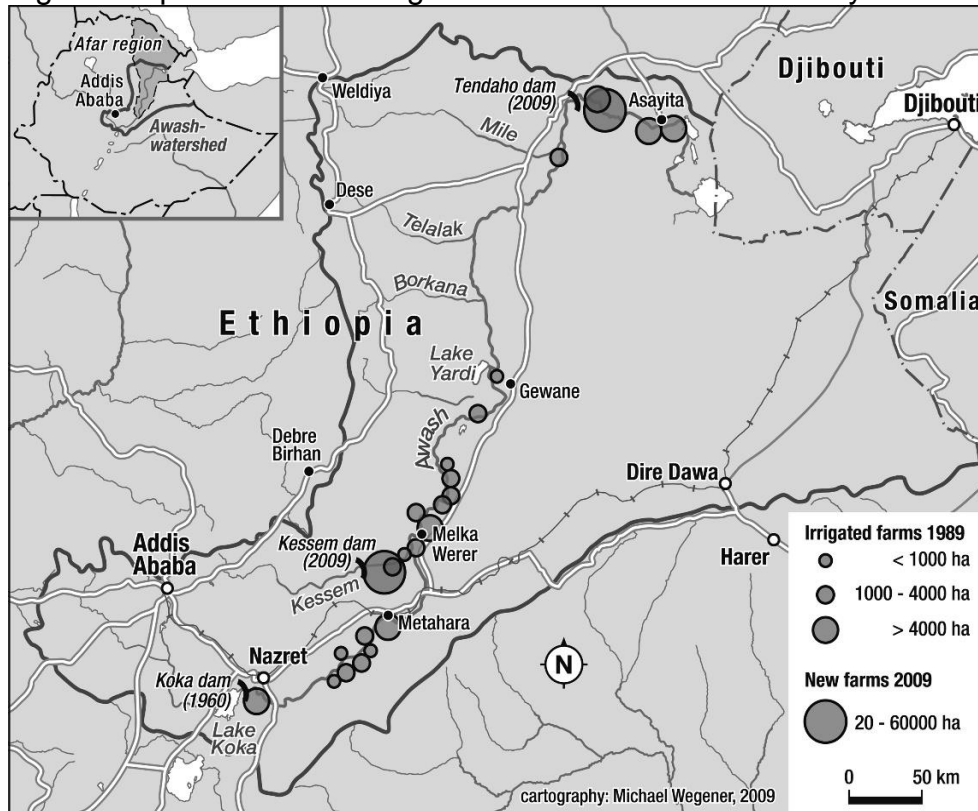 Afar region
Addis
Ababa
Awash-
watershed
Weldiya
Tendaho dam
(2009)
Asayita
Djibouti
Djibouti
Mile
Dese
Telalak
Borkana
Ethiopia
Somalia
Lake
Yardi
Gewane
Awash
Debre
Birhan
Dire Dawa
Harer
Addis
Ababa
Kessem dam
(2009)
Melka
Werer
Kessem
Metahara
Nazret
Koka dam
(1960)
Lake
Koka
N
Irrigated farms 1989
< 1000 ha
1000 - 4000 ha
> 4000 ha
New farms 2009
20 - 60000 ha
0 50 km
cartography: Michael Wegener, 2009